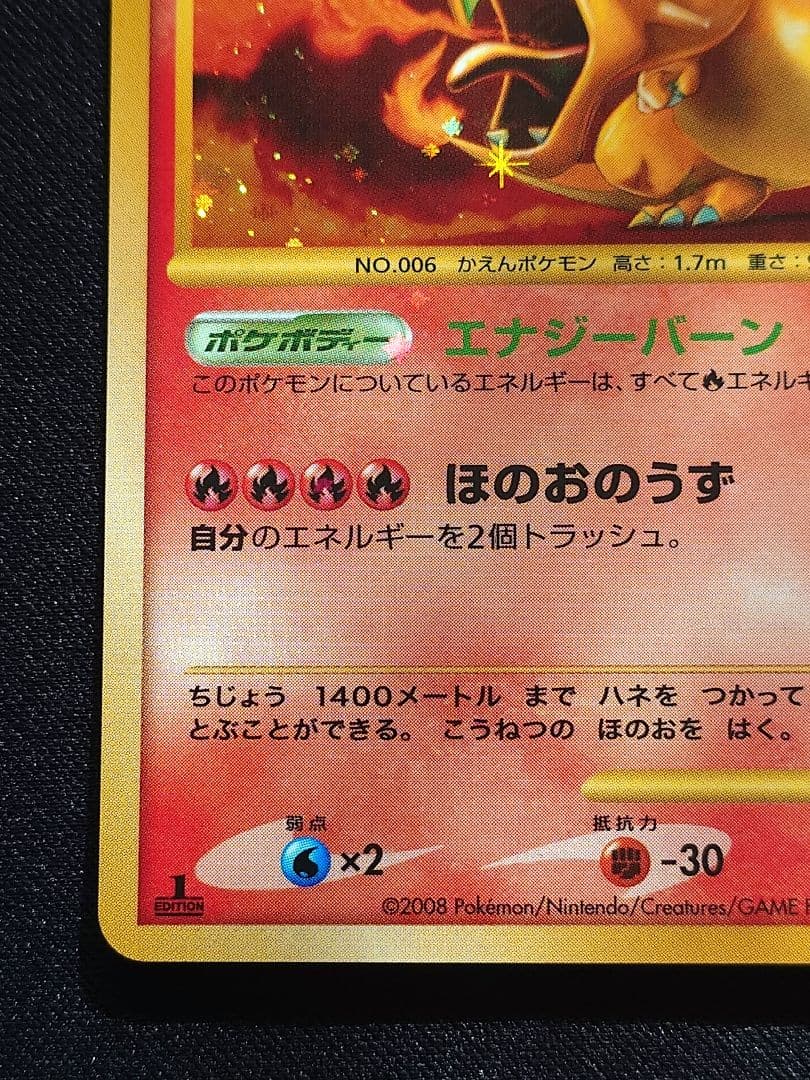 NO.006 かえんポケモン 高さ:1.7m 重さ:
ポケボディー エナジーバーン
このポケモンについているエネルギーは、すべて🔥エネルギ
ほのおのうず
自分のエネルギーを2個トラッシュ。
ちじょう 1400メートル まで ハネを つかって
とぶことができる。 こうねつの ほのおを はく。
弱点 抵抗力
×2 -30
1 EDITION
©2008 Pokémon/Nintendo/Creatures/GAME